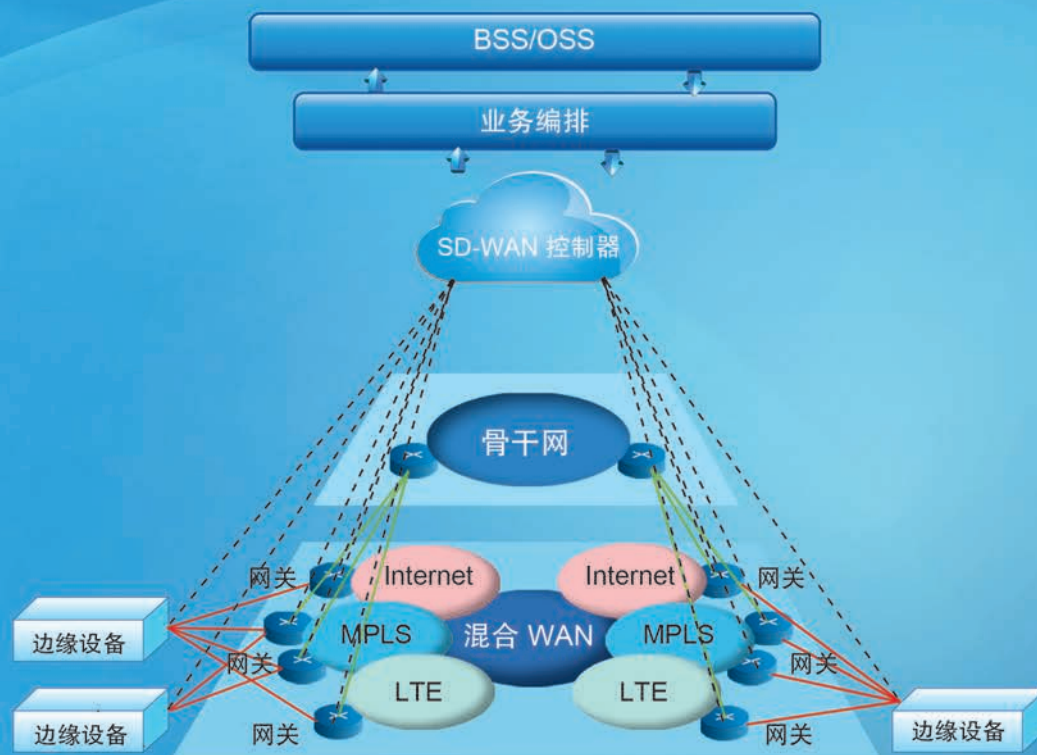 BSS/OSS
业务编排
SD-WAN 控制器
骨干网
网关
Internet
Internet
网关
边缘设备
MPLS
混合 WAN
MPLS
网关
网关
LTE
LTE
边缘设备
网关
网关
边缘设备